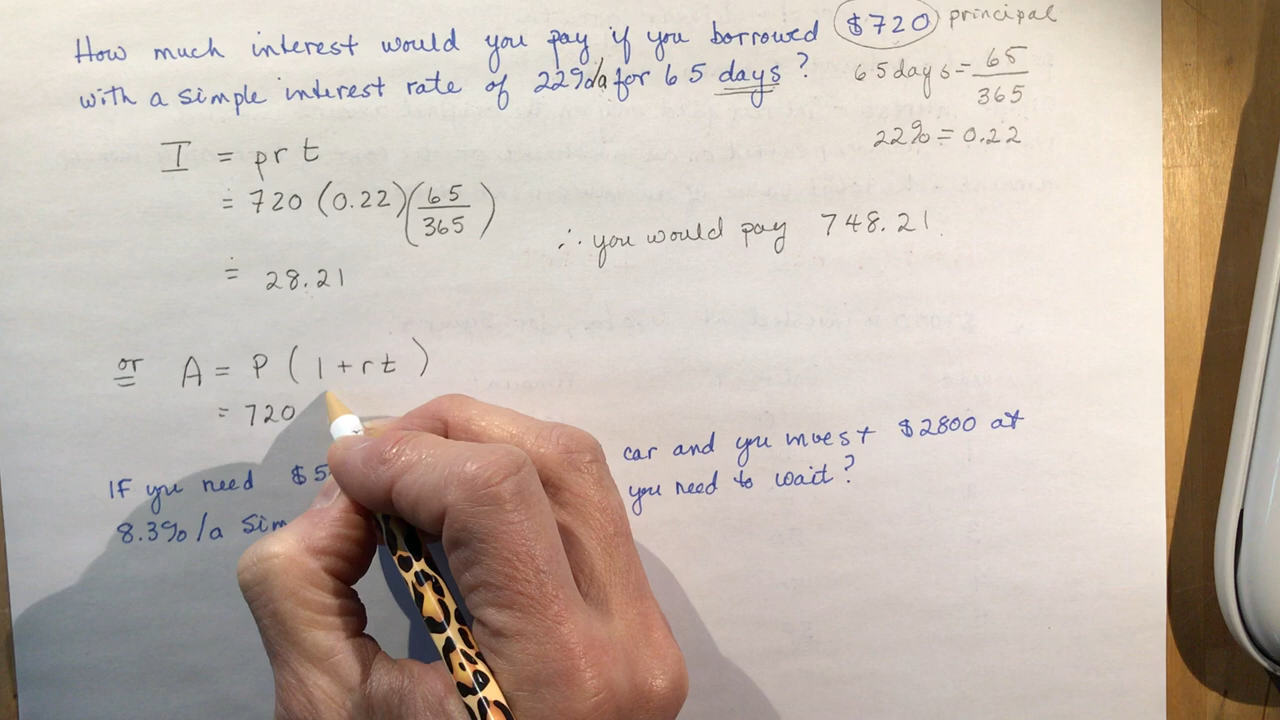 How much interest would you pay if you borrowed $720 principal
with a simple interest rate of 22%/a for 65 days?
65 days = 65/365
22% = 0.22
I = prt
= 720 (0.22)(65/365)
= 28.21
∴ you would pay 748.21.
or A = P(1+rt)
= 720
If you need $5 car and you invest $2800 at
8.3%/a sim you need to wait?